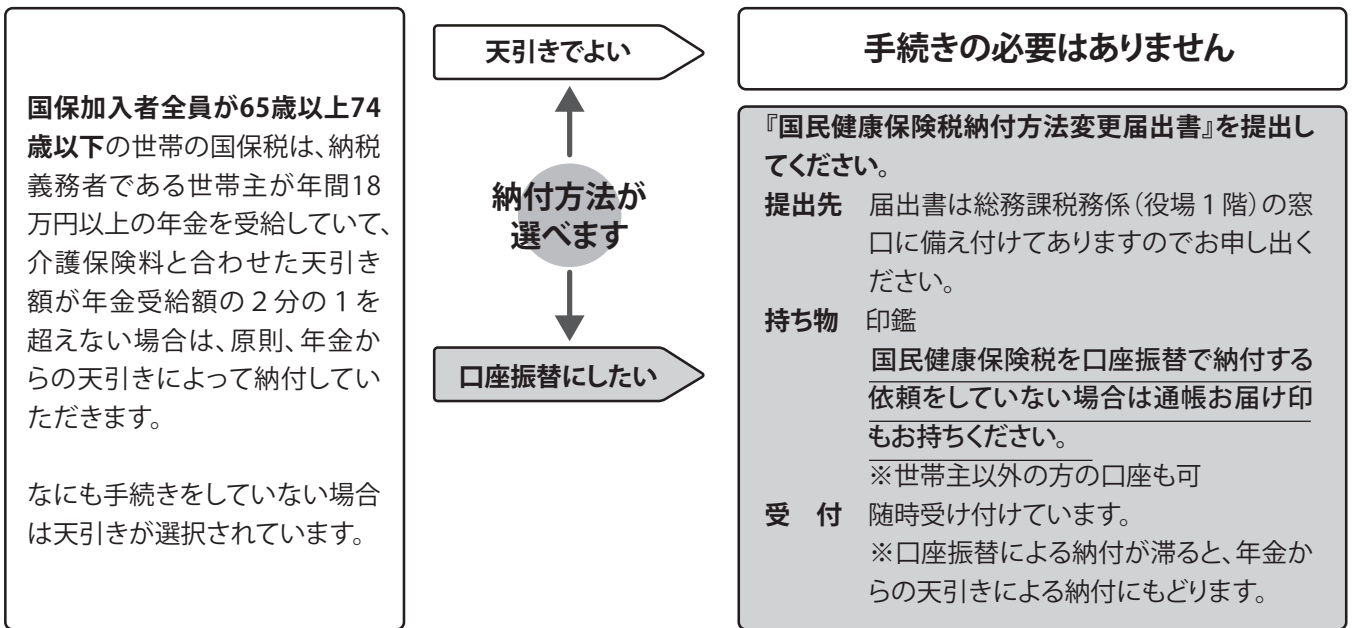 国保加入者全員が65歳以上74
歳以下の世帯の国保税は、納税
義務者である世帯主が年間18
万円以上の年金を受給していて、
介護保険料と合わせた天引き
額が年金受給額の２分の１を
超えない場合は、原則、年金か
らの天引きによって納付してい
ただきます。
なにも手続きをしていない場合
は天引きが選択されています。
天引きでよい
納付方法が
選べます
口座振替にしたい
手続きの必要はありません
『国民健康保険税納付方法変更届出書』を提出し
てください。
提出先　届出書は総務課税務係（役場１階）の窓
口に備え付けてありますのでお申し出く
ださい。
持ち物　印鑑
国民健康保険税を口座振替で納付する
依頼をしていない場合は通帳お届け印
もお持ちください。
※世帯主以外の方の口座も可
受　付　随時受け付けています。
※口座振替による納付が滞ると、年金か
らの天引きによる納付にもどります。